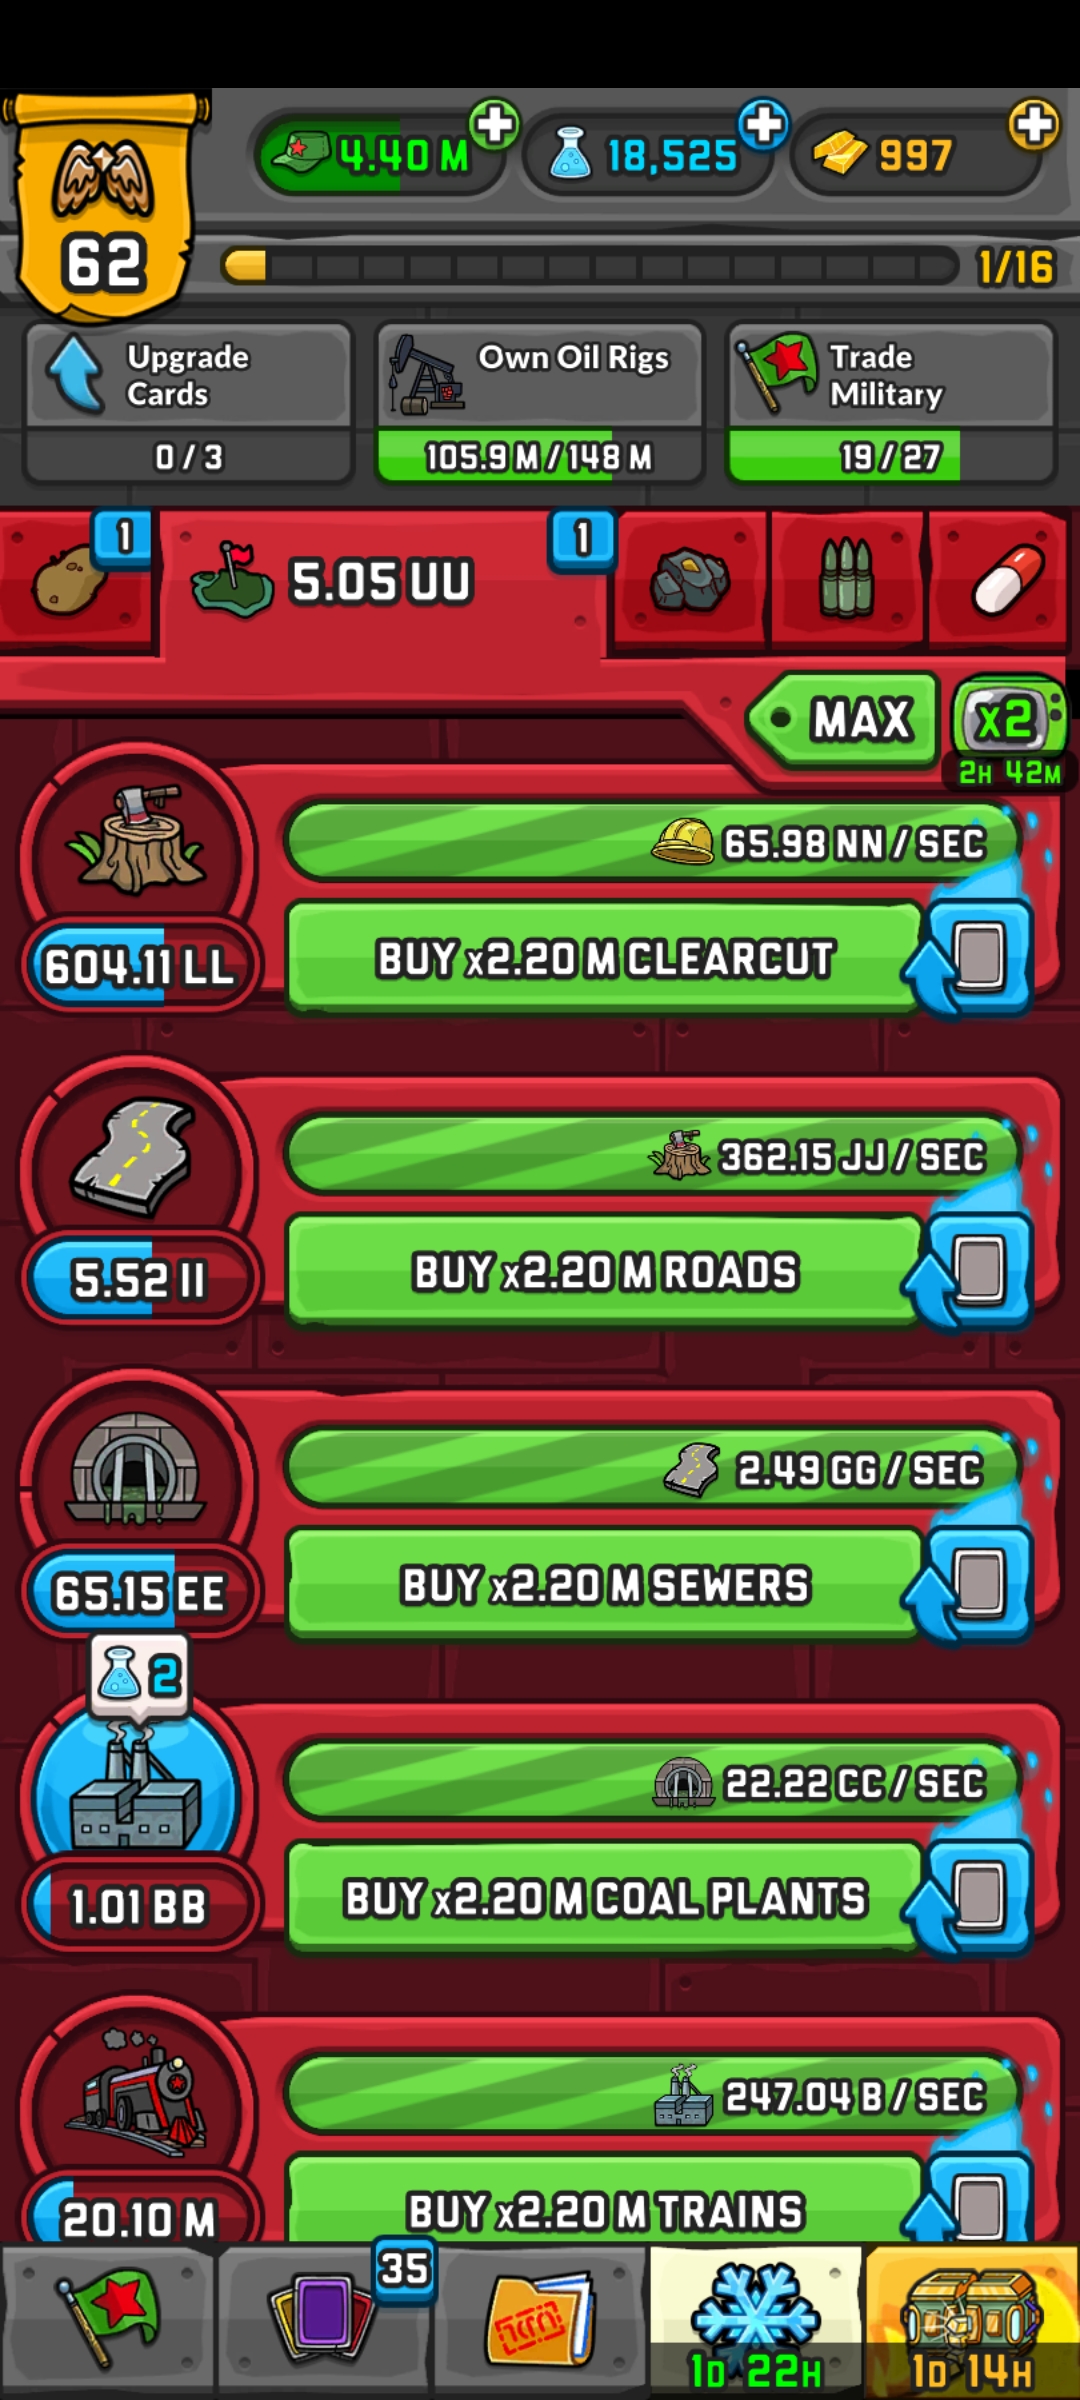 4.40 M
18,525
997
62
1/16
Upgrade
Cards
0 / 3
Own Oil Rigs
105.9 M / 148 M
Trade
Military
19 / 27
1
5.05 UU
1
MAX
x2
2H 42M
65.98 NN / SEC
604.11 LL
BUY x2.20 M CLEARCUT
362.15 JJ / SEC
5.52 II
BUY x2.20 M ROADS
2.49 GG / SEC
65.15 EE
BUY x2.20 M SEWERS
2
22.22 CC / SEC
1.01 BB
BUY x2.20 M COAL PLANTS
247.04 B / SEC
20.10 M
BUY x2.20 M TRAINS
35
1D 22H
1D 14H